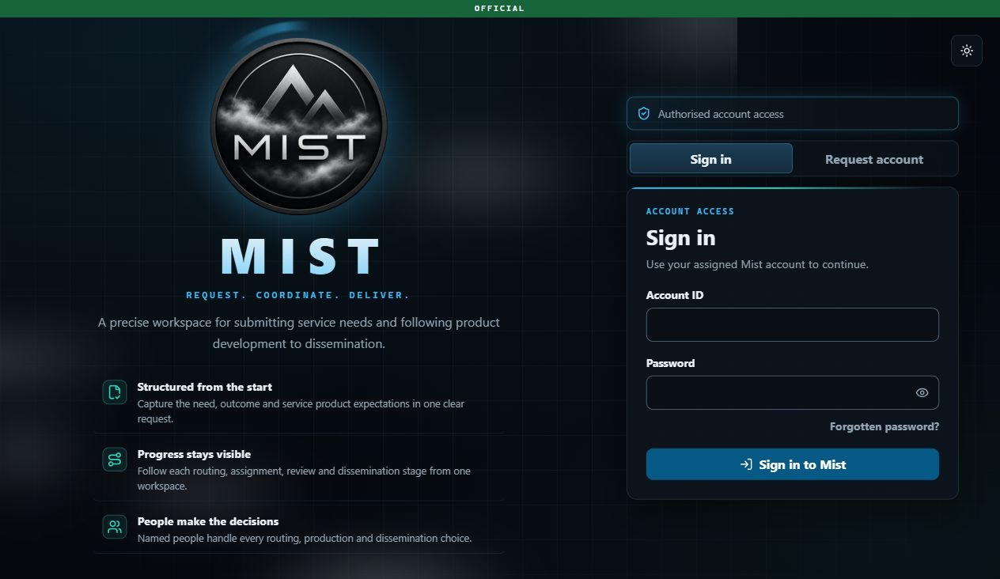 OFFICIAL
MIST
MIST
REQUEST. COORDINATE. DELIVER.
A precise workspace for submitting service needs and following product
development to dissemination.
Structured from the start
Capture the need, outcome and service product expectations in one clear
request.
Progress stays visible
Follow each routing, assignment, review and dissemination stage from one
workspace.
People make the decisions
Named people handle every routing, production and dissemination choice.
Authorised account access
Sign in
Request account
ACCOUNT ACCESS
Sign in
Use your assigned Mist account to continue.
Account ID
Password
Forgotten password?
Sign in to Mist